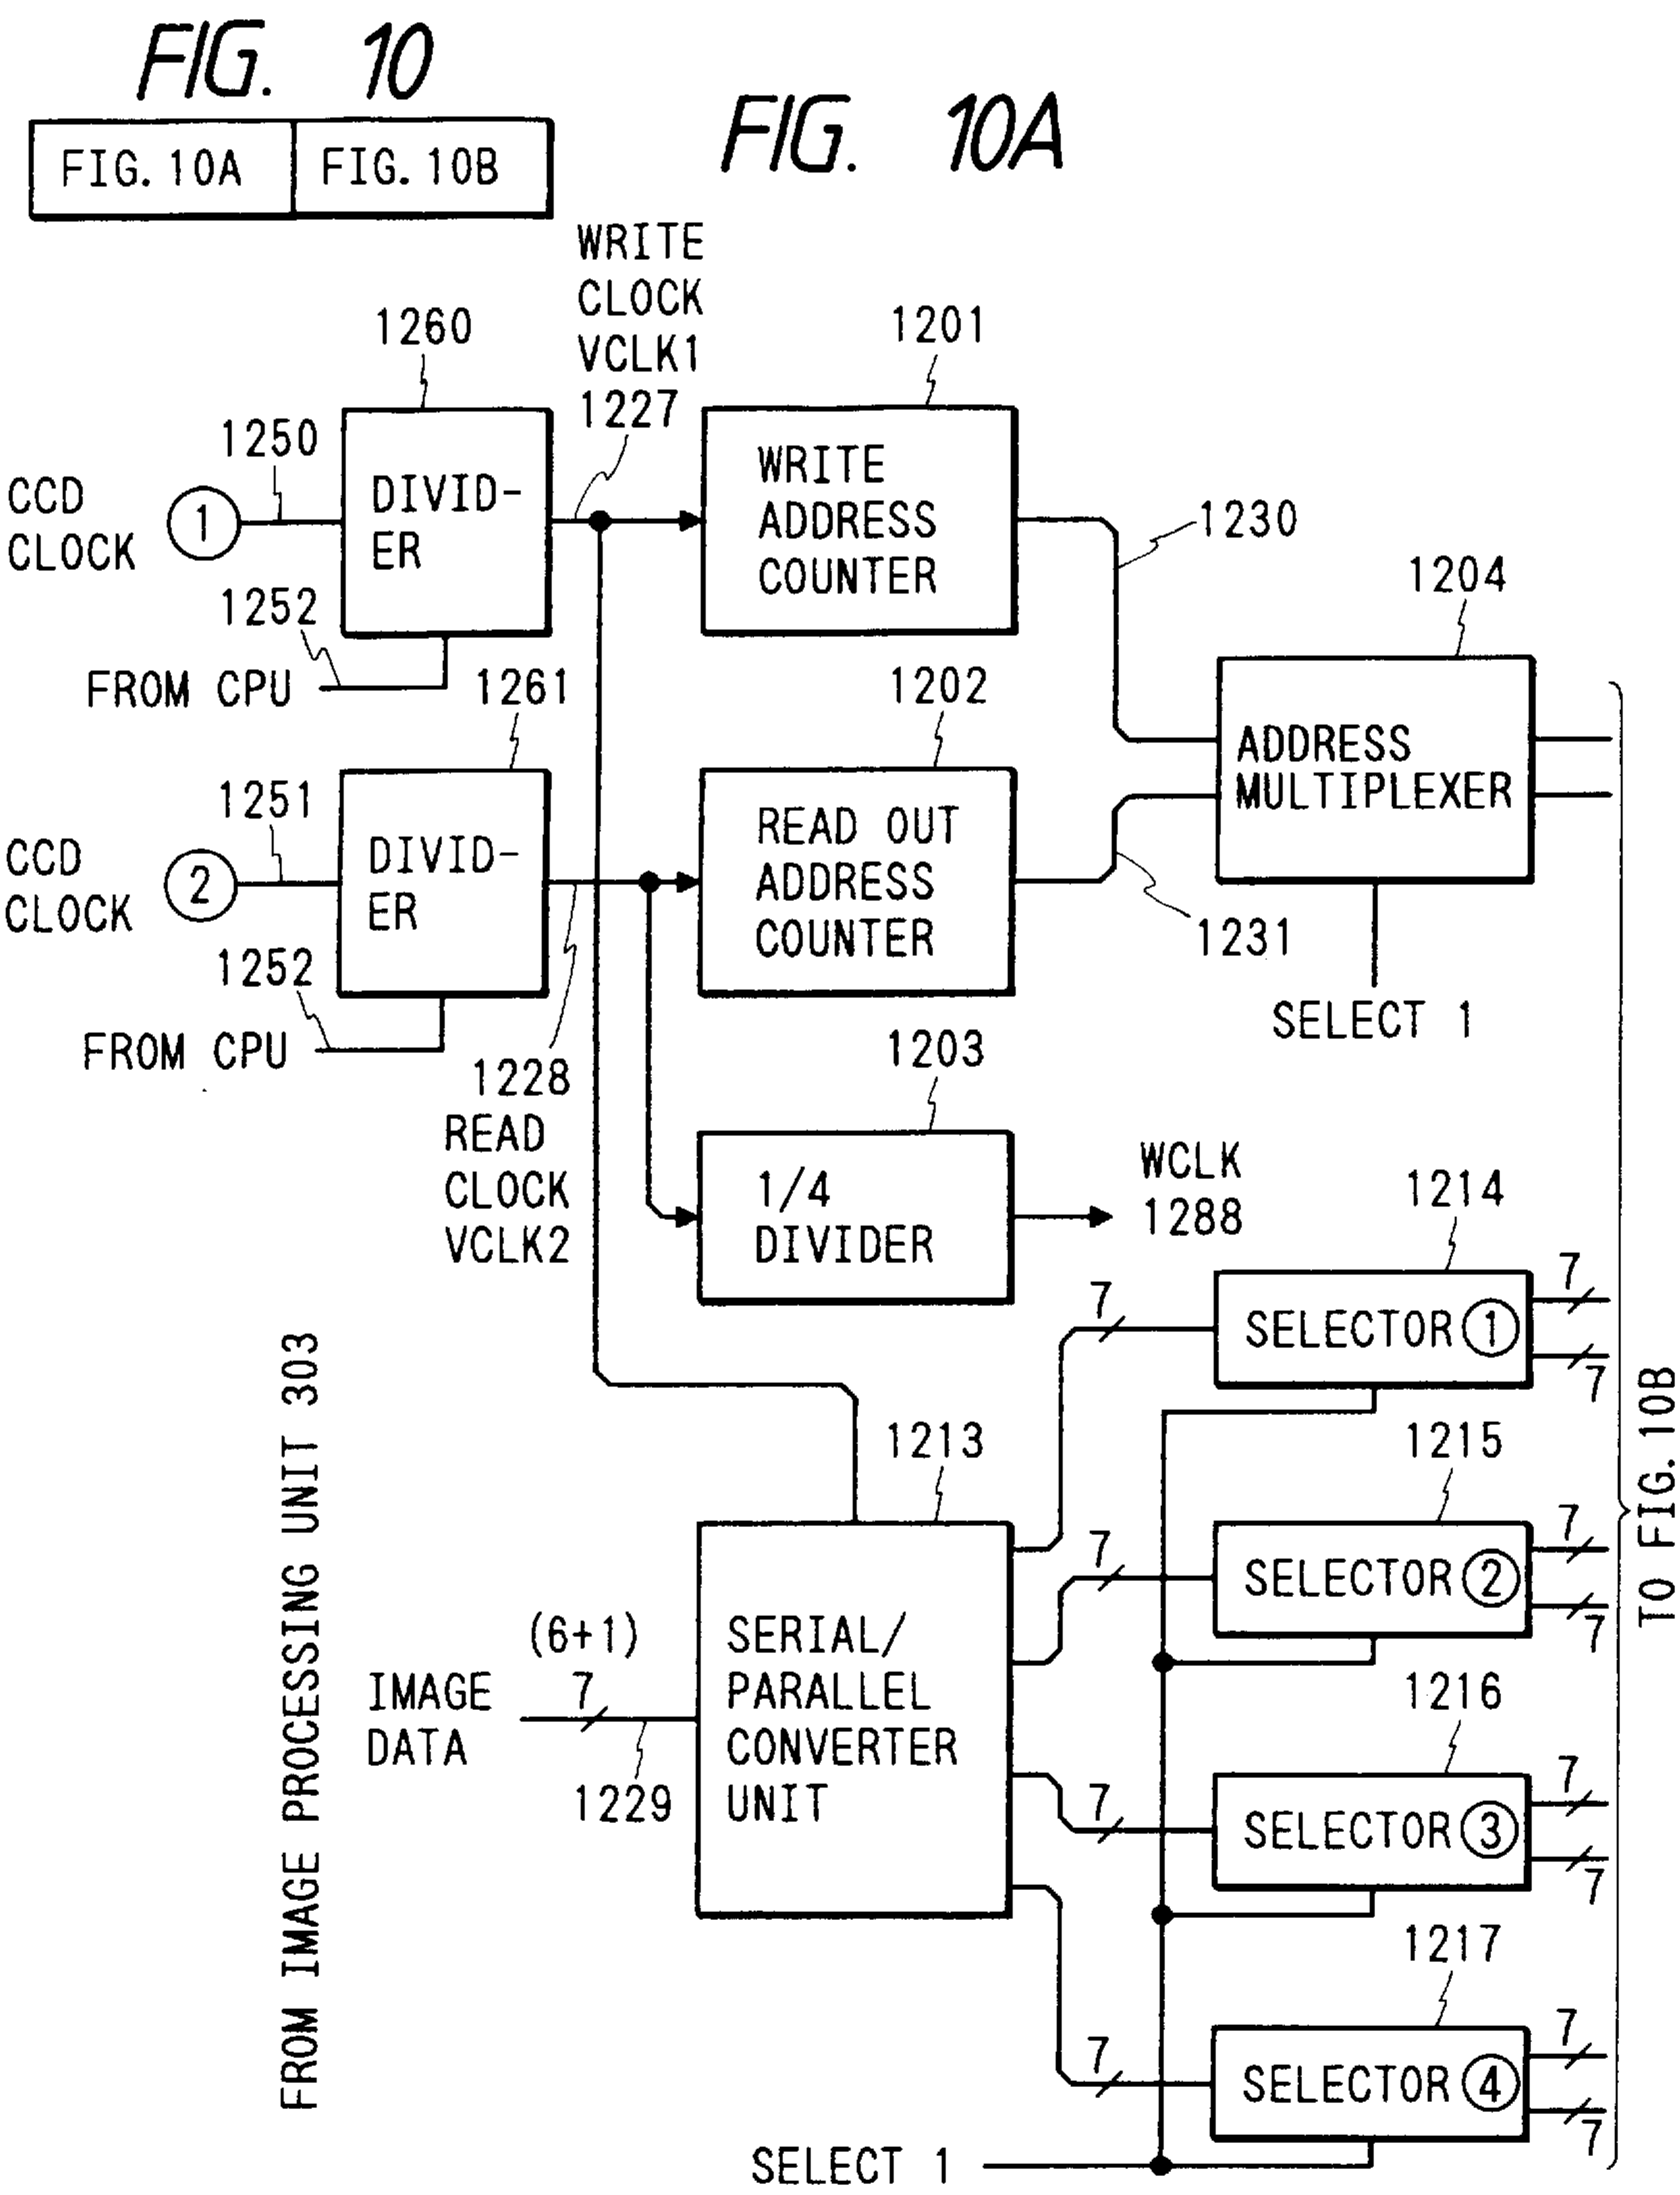 FIG. 10
FIG. 10A
FIG. 10B
FIG. 10A
WRITE
CLOCK
VCLK1
1227
1260
1201
1250
CCD
CLOCK
1
DIVID-
ER
WRITE
ADDRESS
COUNTER
1230
1252
FROM CPU
1204
1261
1202
ADDRESS
MULTIPLEXER
1251
CCD
CLOCK
2
DIVID-
ER
READ OUT
ADDRESS
COUNTER
1231
1252
FROM CPU
SELECT 1
1228
READ
CLOCK
VCLK2
1203
1/4
DIVIDER
WCLK
1288
1214
7
SELECTOR 1
7
7
1213
1215
7
SELECTOR 2
7
7
FROM IMAGE PROCESSING UNIT 303
(6+1)
7
IMAGE
DATA
1229
SERIAL/
PARALLEL
CONVERTER
UNIT
1216
7
SELECTOR 3
7
7
1217
7
SELECTOR 4
7
7
SELECT 1
TO FIG. 10B